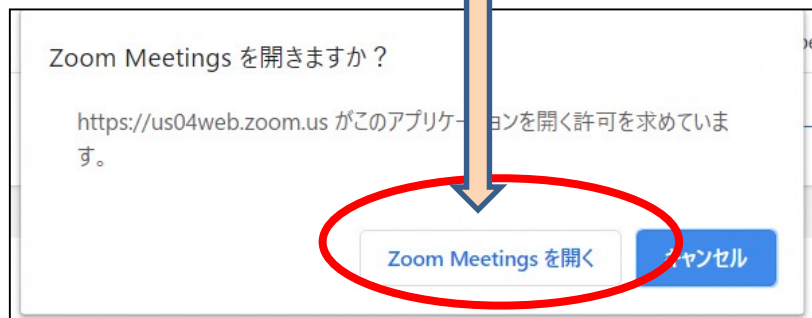 Zoom Meetings を開きますか？
https://us04web.zoom.us がこのアプリケーションを開く許可を求めていま
す。
Zoom Meetings を開く
キャンセル